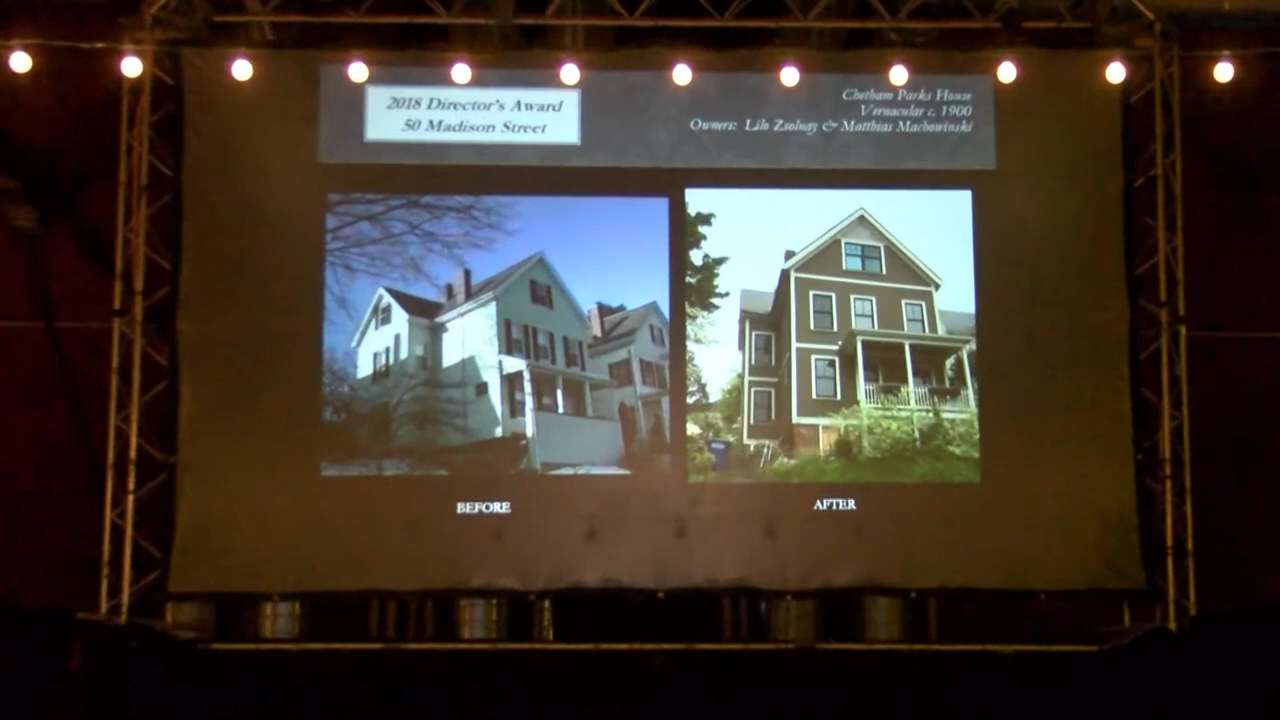 2018 Director's Award
50 Madison Street
Chetham Parks House
Vernacular c. 1900
Owners: Lilo Zsolnay & Matthias Machowinski
BEFORE
AFTER